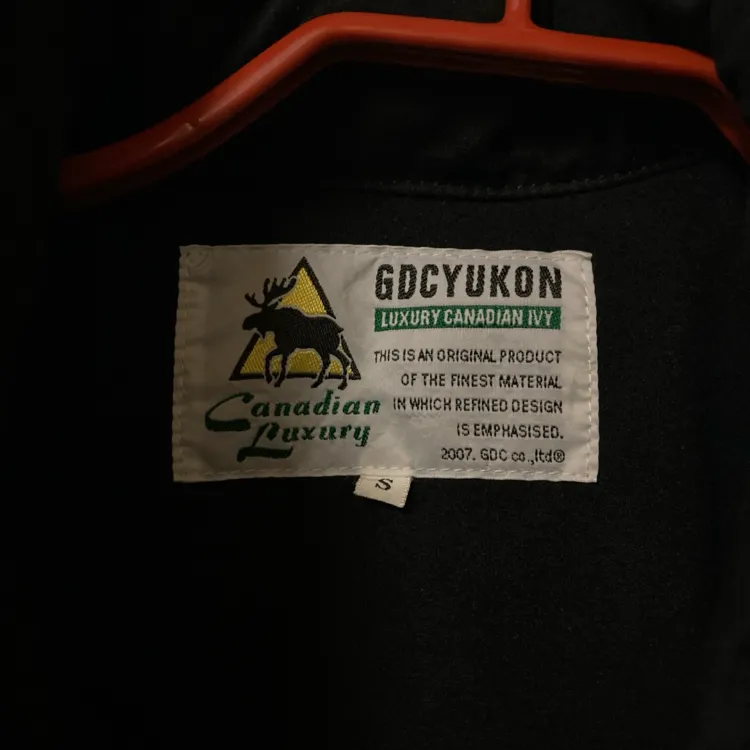 GDCYUKON
LUXURY CANADIAN IVY
THIS IS AN ORIGINAL PRODUCT
OF THE FINEST MATERIAL
IN WHICH REFINED DESIGN
IS EMPHASISED.
2007. GDC co.,ltd®
Canadian
Luxury
S